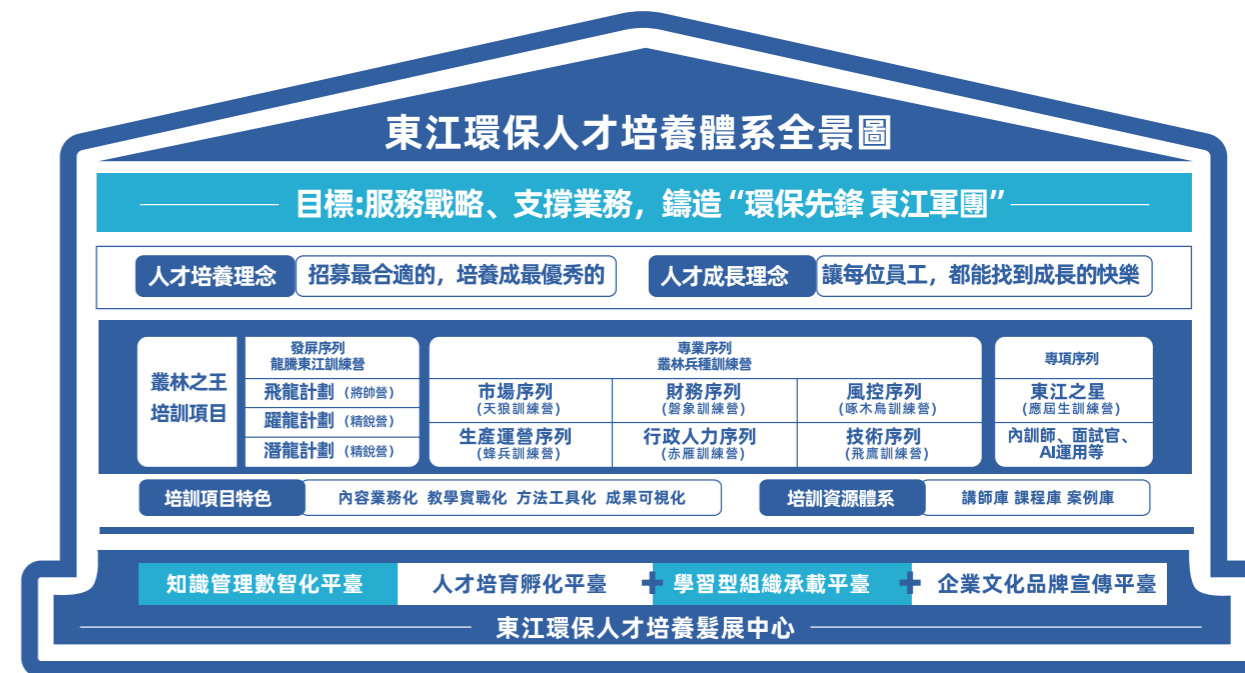 東江環保人才培養體系全景圖
目標:服務戰略、支撐業務，鑄造“環保先鋒 東江軍團”
人才培養理念 招募最合適的，培養成最優秀的 人才成長理念 讓每位員工，都能找到成長的快樂
叢林之王
培訓項目
發屏序列
龍騰東江訓練營
飛龍計劃（將帥營）
躍龍計劃（精銳營）
潛龍計劃（精銳營）
專業序列
叢林兵種訓練營
市場序列
(天狼訓練營)
財務序列
(磐象訓練營)
風控序列
(啄木鳥訓練營)
生產運營序列
(蜂兵訓練營)
行政人力序列
(赤雁訓練營)
技術序列
(飛鷹訓練營)
專項序列
東江之星
(應屆生訓練營)
內訓師、面試官、
AI運用等
培訓項目特色 內容業務化 教學實戰化 方法工具化 成果可視化 培訓資源體系 講師庫 課程庫 案例庫
知識管理數智化平臺 人才培育孵化平臺 + 學習型組織承載平臺 + 企業文化品牌宣傳平臺
東江環保人才培養髮展中心